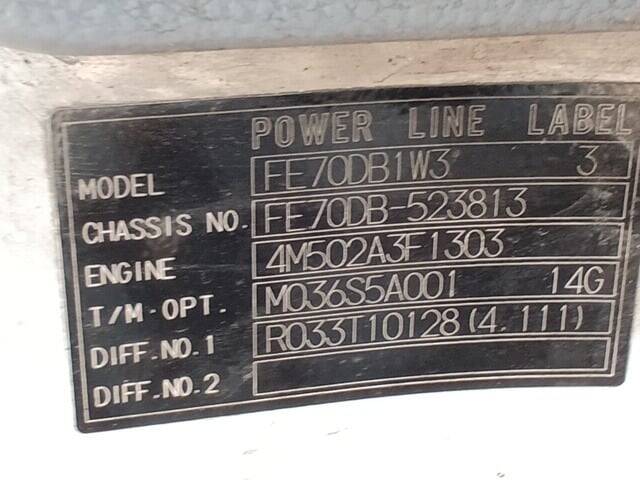 POWER LINE LABEL
MODEL FE70DB1W3 3
CHASSIS NO. FE70DB-523813
ENGINE 4M502A3F1303
T/M-OPT. M036S5A001 14G
DIFF.NO.1 R033T10128(4.111)
DIFF.NO.2